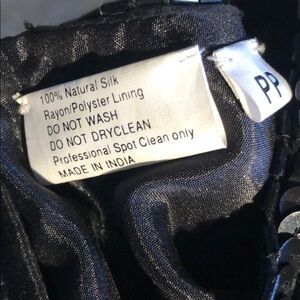 100% Natural Silk
Rayon/Polyster Lining
DO NOT WASH
DO NOT DRYCLEAN
Professional Spot Clean only
MADE IN INDIA
PP